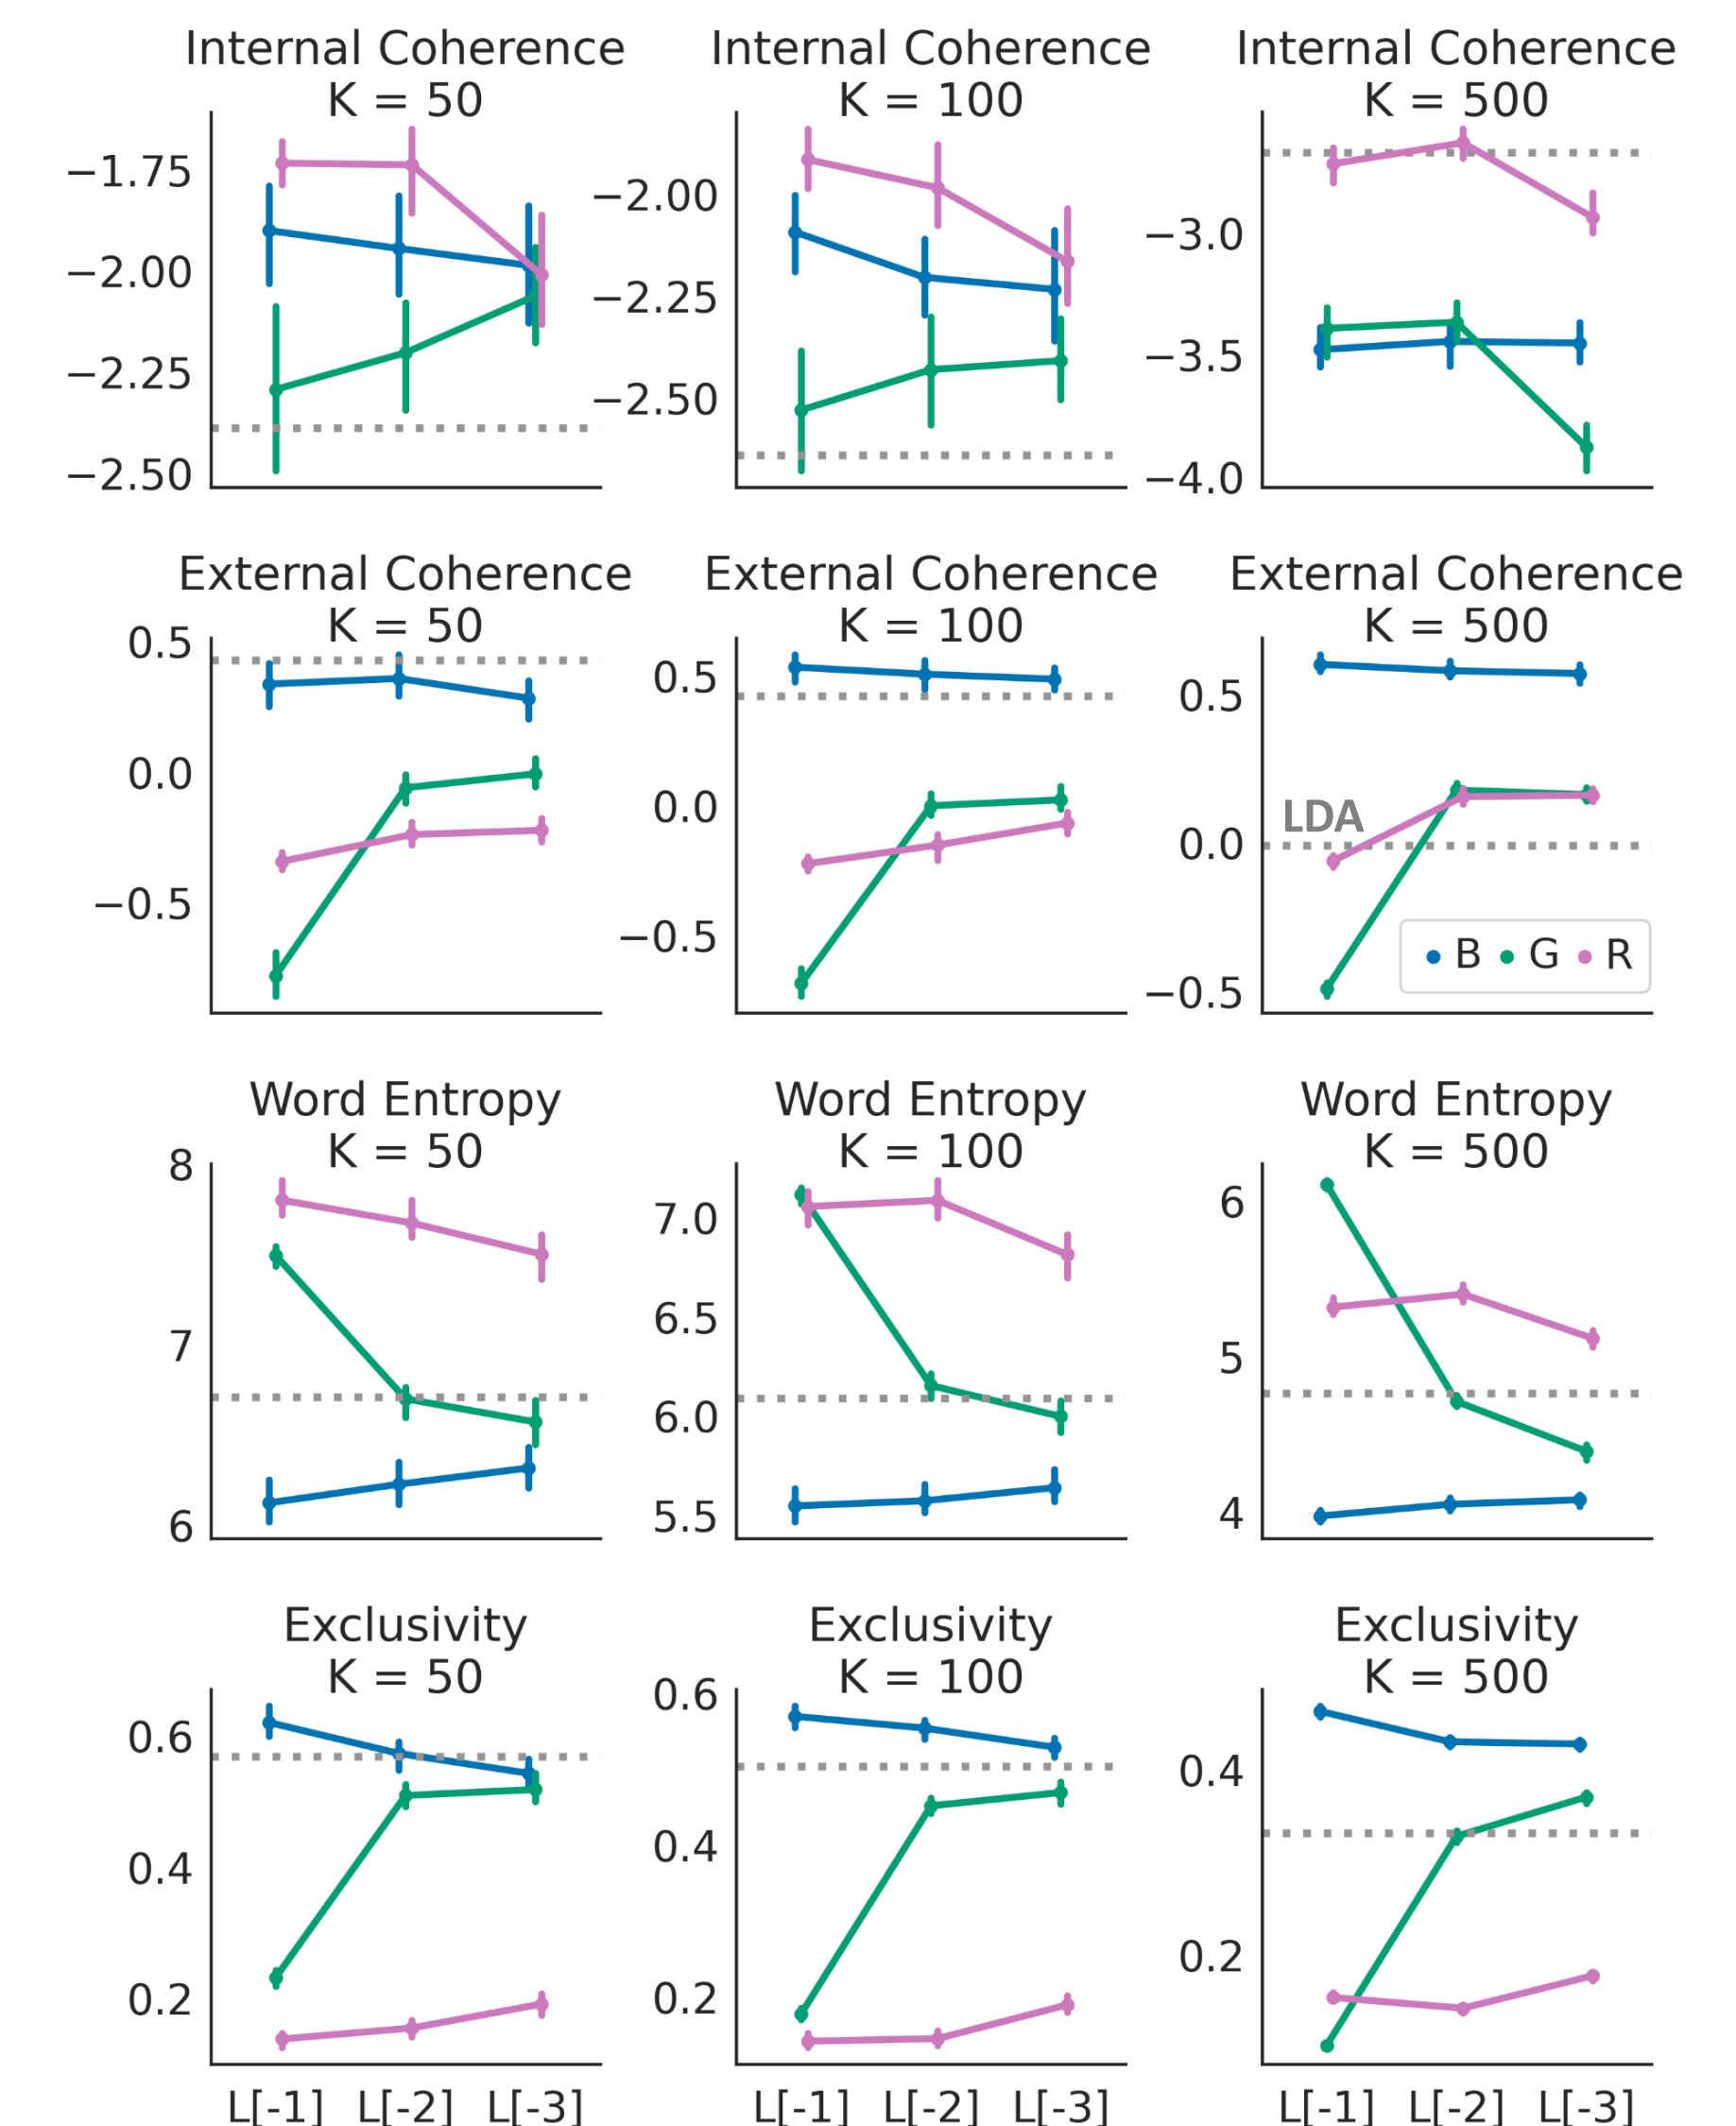 Internal Coherence
K = 50
Internal Coherence
K = 100
Internal Coherence
K = 500
−1.75
−2.00
−2.25
−2.50
−2.00
−2.25
−2.50
−3.0
−3.5
−4.0
External Coherence
K = 50
External Coherence
K = 100
External Coherence
K = 500
0.5
0.0
−0.5
0.5
0.0
−0.5
0.5
0.0
−0.5
LDA
B G R
Word Entropy
K = 50
Word Entropy
K = 100
Word Entropy
K = 500
8
7
6
7.0
6.5
6.0
5.5
6
5
4
Exclusivity
K = 50
Exclusivity
K = 100
Exclusivity
K = 500
0.6
0.4
0.2
0.6
0.4
0.2
0.4
0.2
L[-1] L[-2] L[-3]
L[-1] L[-2] L[-3]
L[-1] L[-2] L[-3]